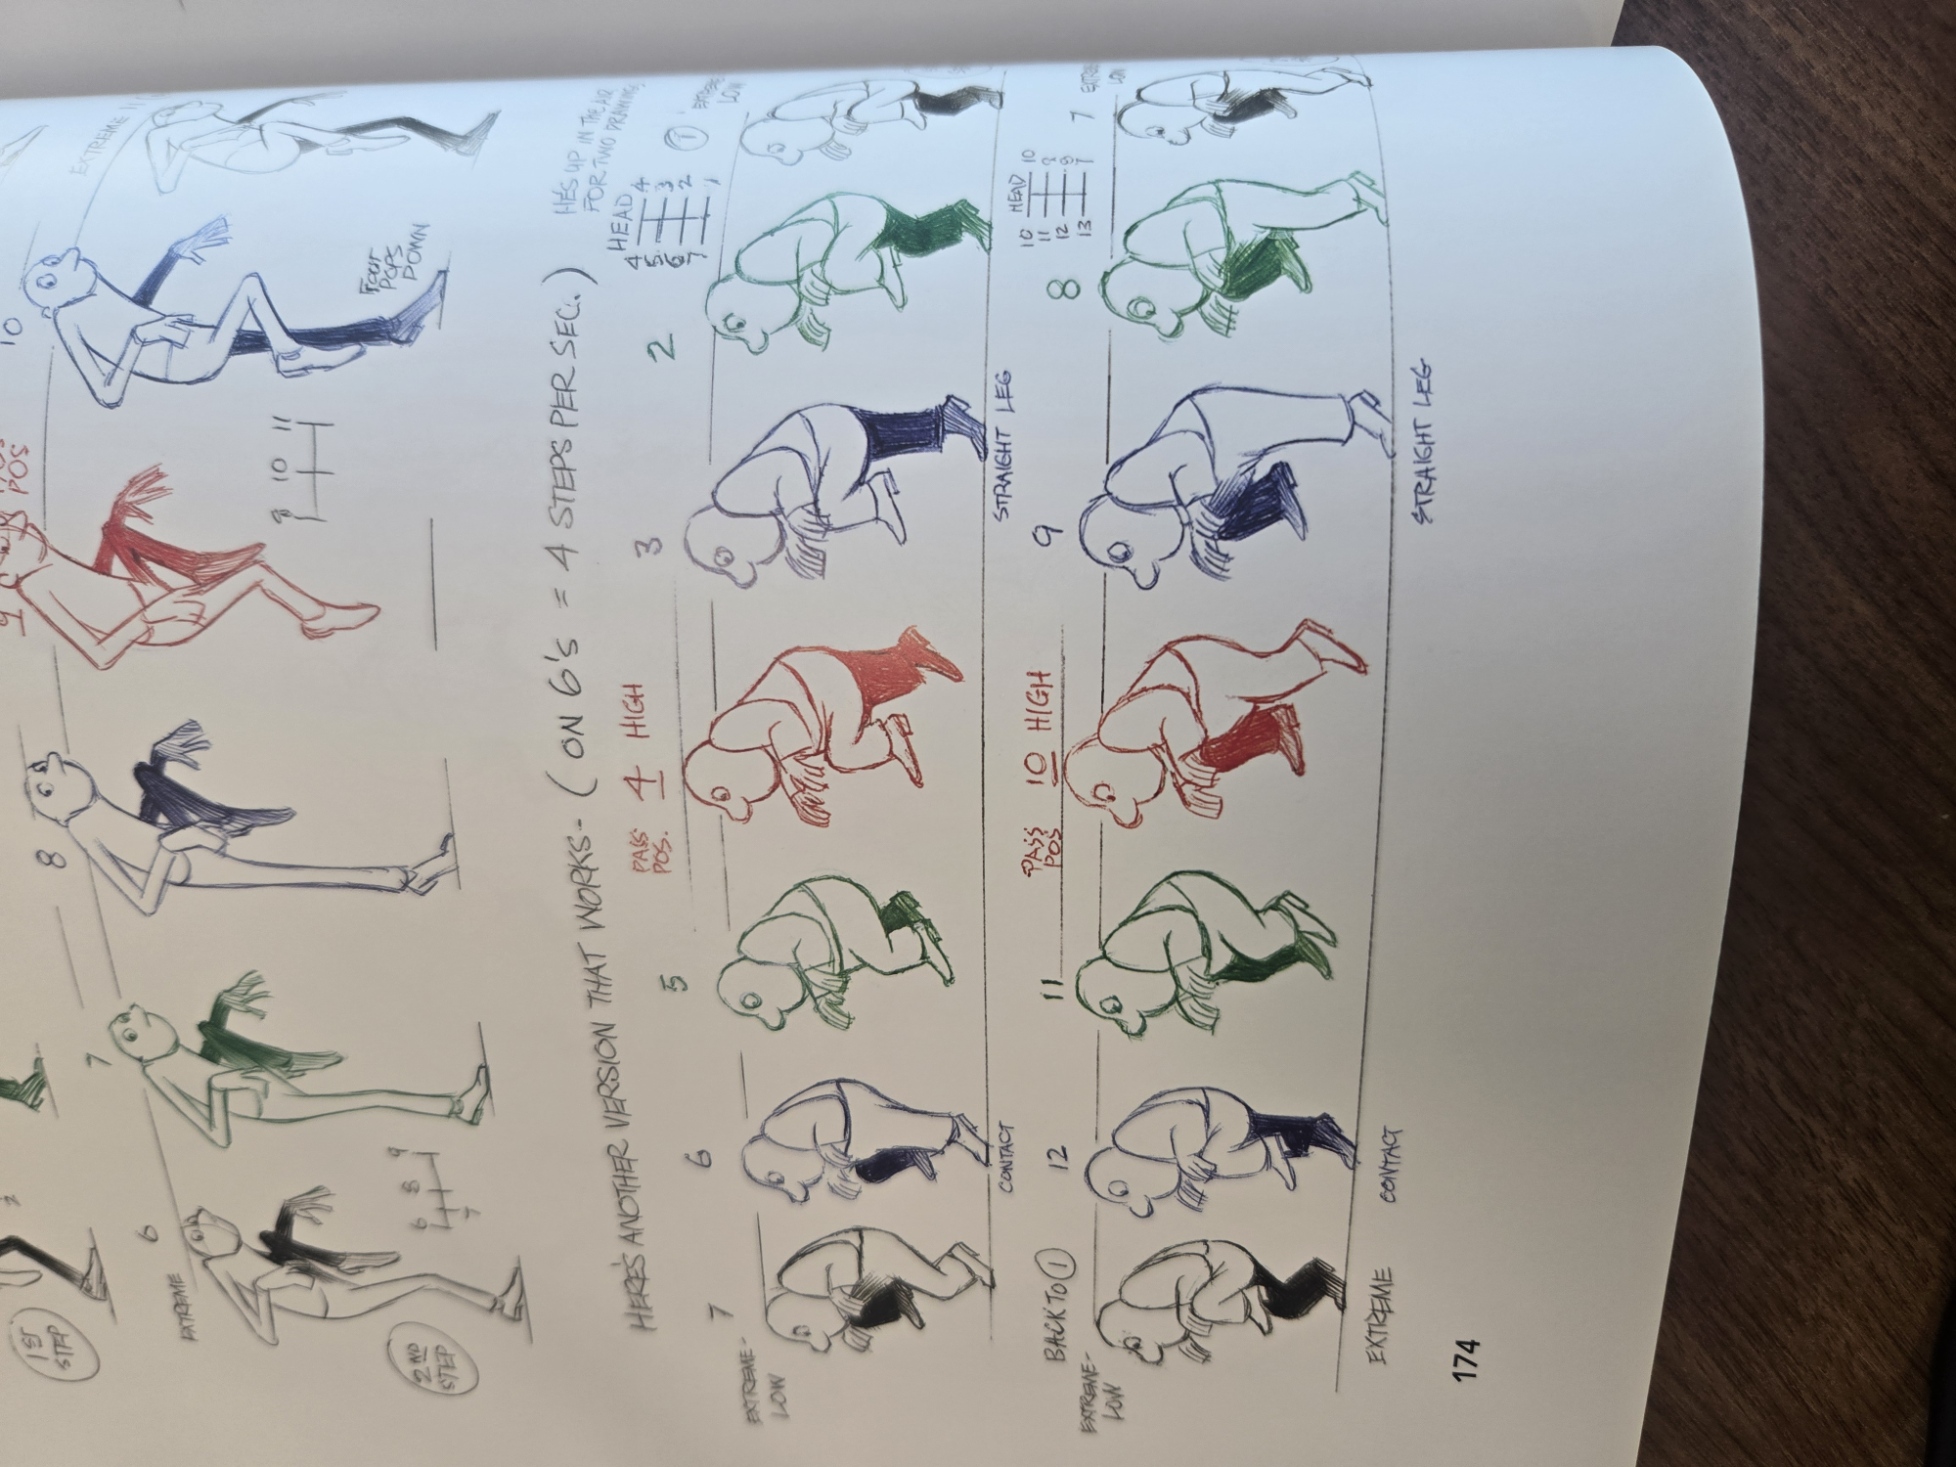 1ST
STEP
2
9
POS
10
8
7
6
EXTREME
EXTREME 11
9 10 11
FOOT
POPS
DOWN
2ND
STEP
6 8 9
7
HERE'S ANOTHER VERSION THAT WORKS- (ON 6'S = 4 STEPS PER SEC.)
HE'S UP IN THE AIR
FOR TWO DRAWINGS
HEAD
4 4
5 3
6 2
7 1
7
6
5
PASS
POS.
4 HIGH
3
2
1
EXTREME
LOW
EXTREME-
LOW
CONTACT
STRAIGHT LEG
BACK TO 1
EXTREME-
LOW
12
11
PASS
POS
10 HIGH
9
8
HEAD
10 10
11 9
12 8
13 7
7
EXTREME
LOW
EXTREME
CONTACT
STRAIGHT LEG
174